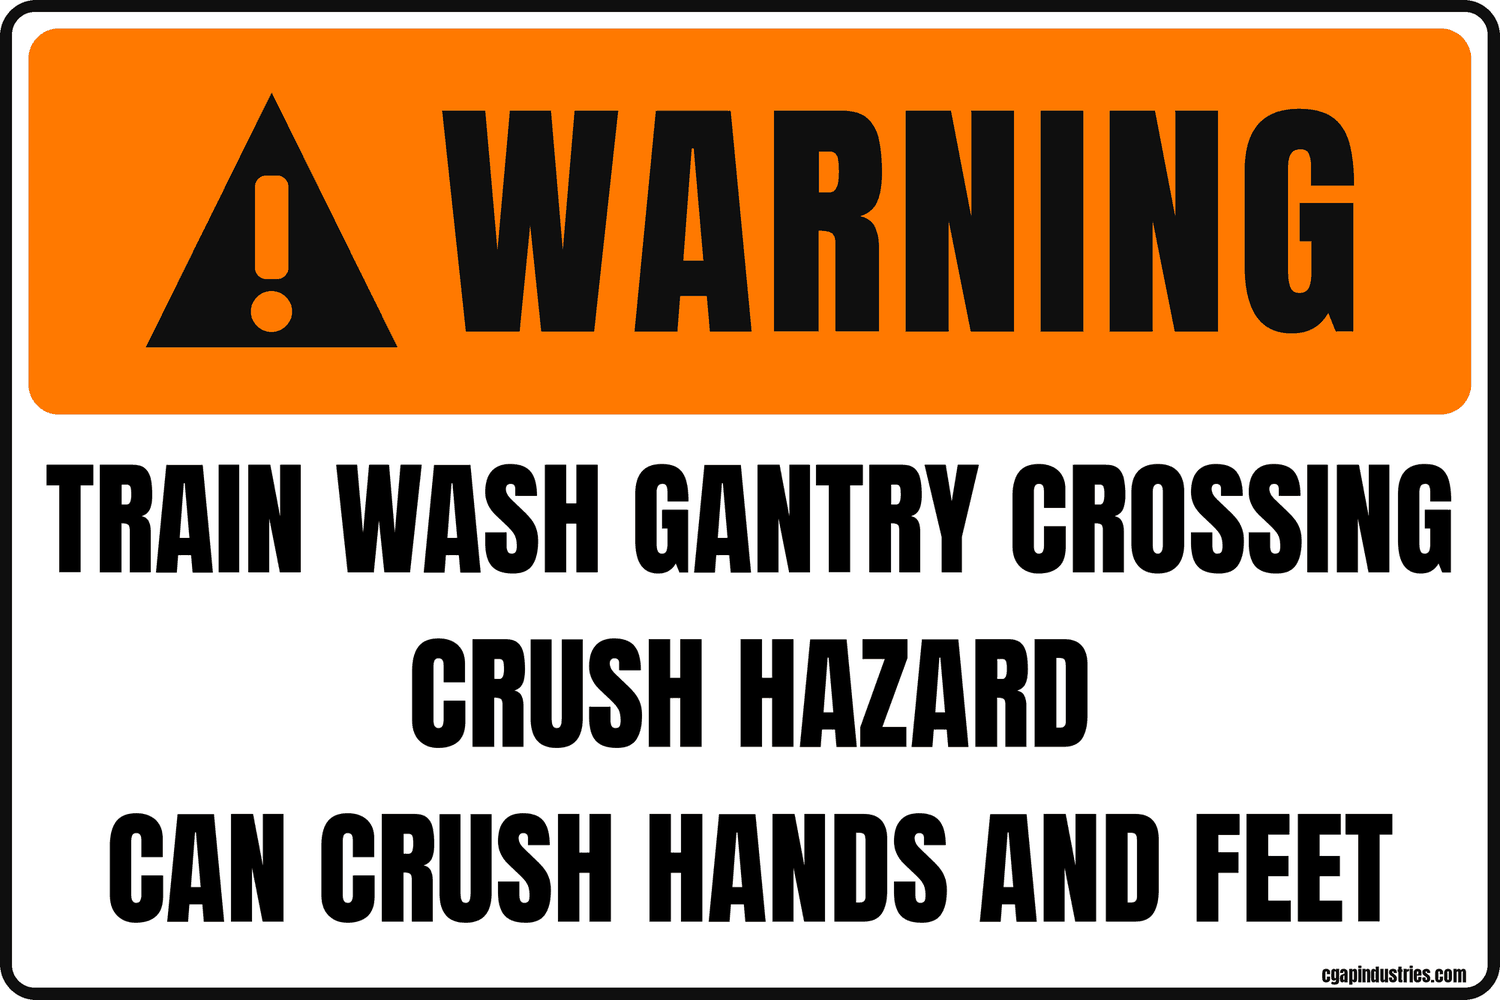 WARNING
TRAIN WASH GANTRY CROSSING
CRUSH HAZARD
CAN CRUSH HANDS AND FEET
cgapindustries.com